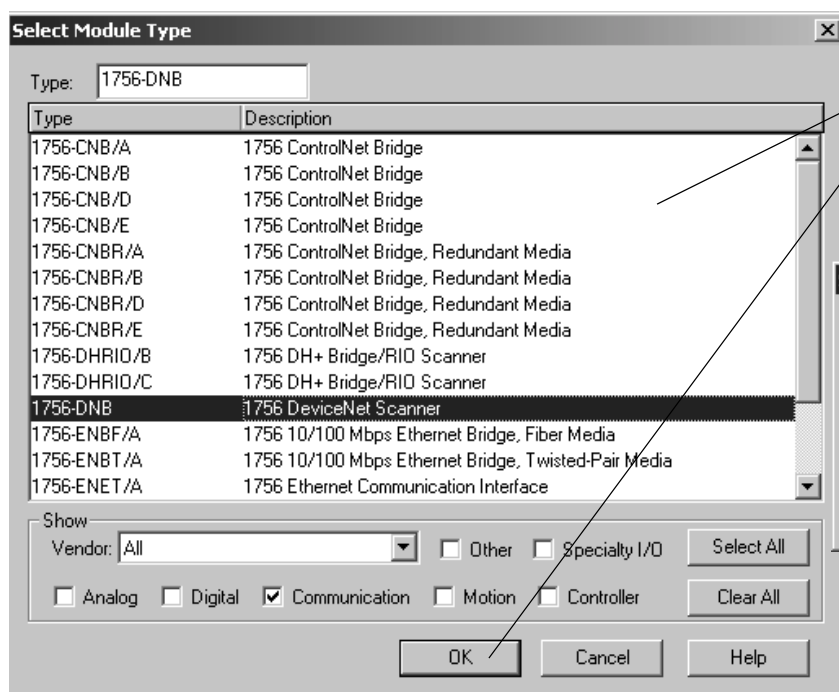 Select Module Type
Type: 1756-DNB
Type Description
1756-CNB/A 1756 ControlNet Bridge
1756-CNB/B 1756 ControlNet Bridge
1756-CNB/D 1756 ControlNet Bridge
1756-CNB/E 1756 ControlNet Bridge
1756-CNBR/A 1756 ControlNet Bridge, Redundant Media
1756-CNBR/B 1756 ControlNet Bridge, Redundant Media
1756-CNBR/D 1756 ControlNet Bridge, Redundant Media
1756-CNBR/E 1756 ControlNet Bridge, Redundant Media
1756-DHRIO/B 1756 DH+ Bridge/RIO Scanner
1756-DHRIO/C 1756 DH+ Bridge/RIO Scanner
1756-DNB 1756 DeviceNet Scanner
1756-ENBF/A 1756 10/100 Mbps Ethernet Bridge, Fiber Media
1756-ENBT/A 1756 10/100 Mbps Ethernet Bridge, Twisted-Pair Media
1756-ENET/A 1756 Ethernet Communication Interface
Show
Vendor: All Other Specialty I/O Select All
Analog Digital Communication Motion Controller Clear All
OK Cancel Help